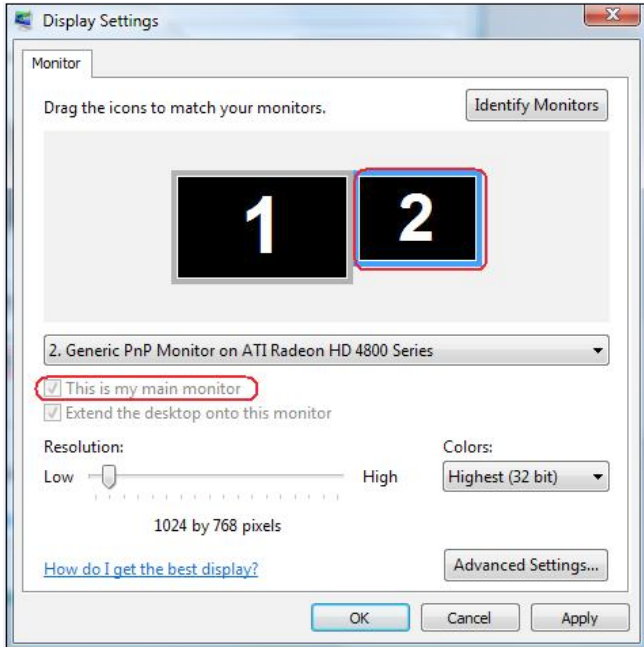 Display Settings
Monitor
Drag the icons to match your monitors.
Identify Monitors
1
2
2. Generic PnP Monitor on ATI Radeon HD 4800 Series
This is my main monitor
Extend the desktop onto this monitor
Resolution:
Colors:
Low
High
Highest (32 bit)
1024 by 768 pixels
How do I get the best display?
Advanced Settings...
OK
Cancel
Apply